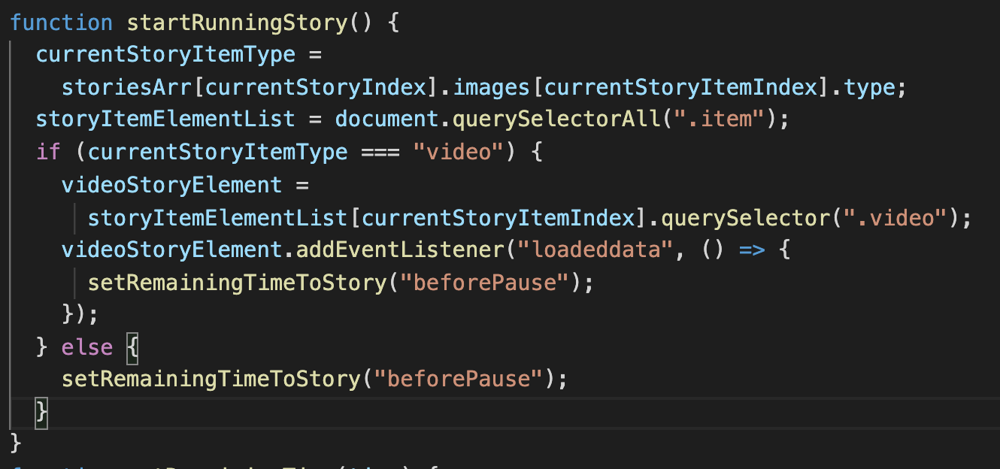 function startRunningStory() {
  currentStoryItemType =
    storiesArr[currentStoryIndex].images[currentStoryItemIndex].type;
  storyItemElementList = document.querySelectorAll(".item");
  if (currentStoryItemType === "video") {
    videoStoryElement =
      storyItemElementList[currentStoryItemIndex].querySelector(".video");
    videoStoryElement.addEventListener("loadeddata", () => {
      setRemainingTimeToStory("beforePause");
    });
  } else {
    setRemainingTimeToStory("beforePause");
  }
}